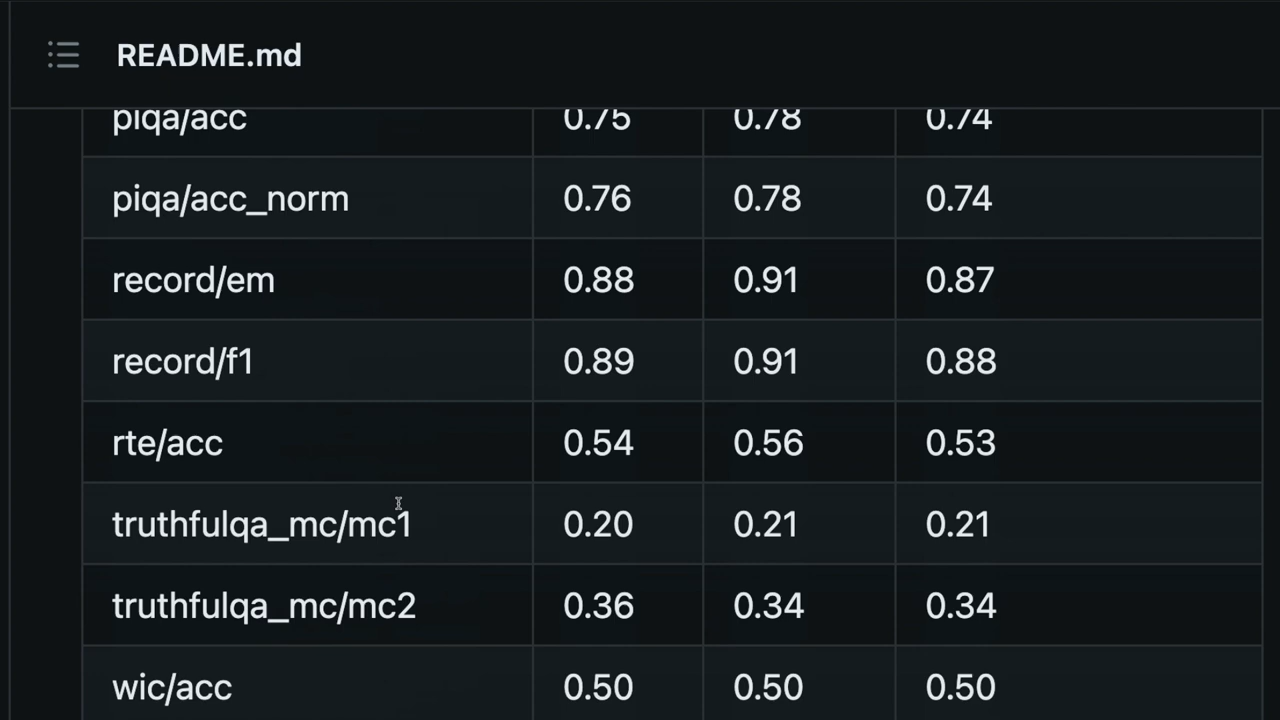 README.md
piqa/acc 0.75 0.78 0.74
piqa/acc_norm 0.76 0.78 0.74
record/em 0.88 0.91 0.87
record/f1 0.89 0.91 0.88
rte/acc 0.54 0.56 0.53
truthfulqa_mc/mc1 0.20 0.21 0.21
truthfulqa_mc/mc2 0.36 0.34 0.34
wic/acc 0.50 0.50 0.50